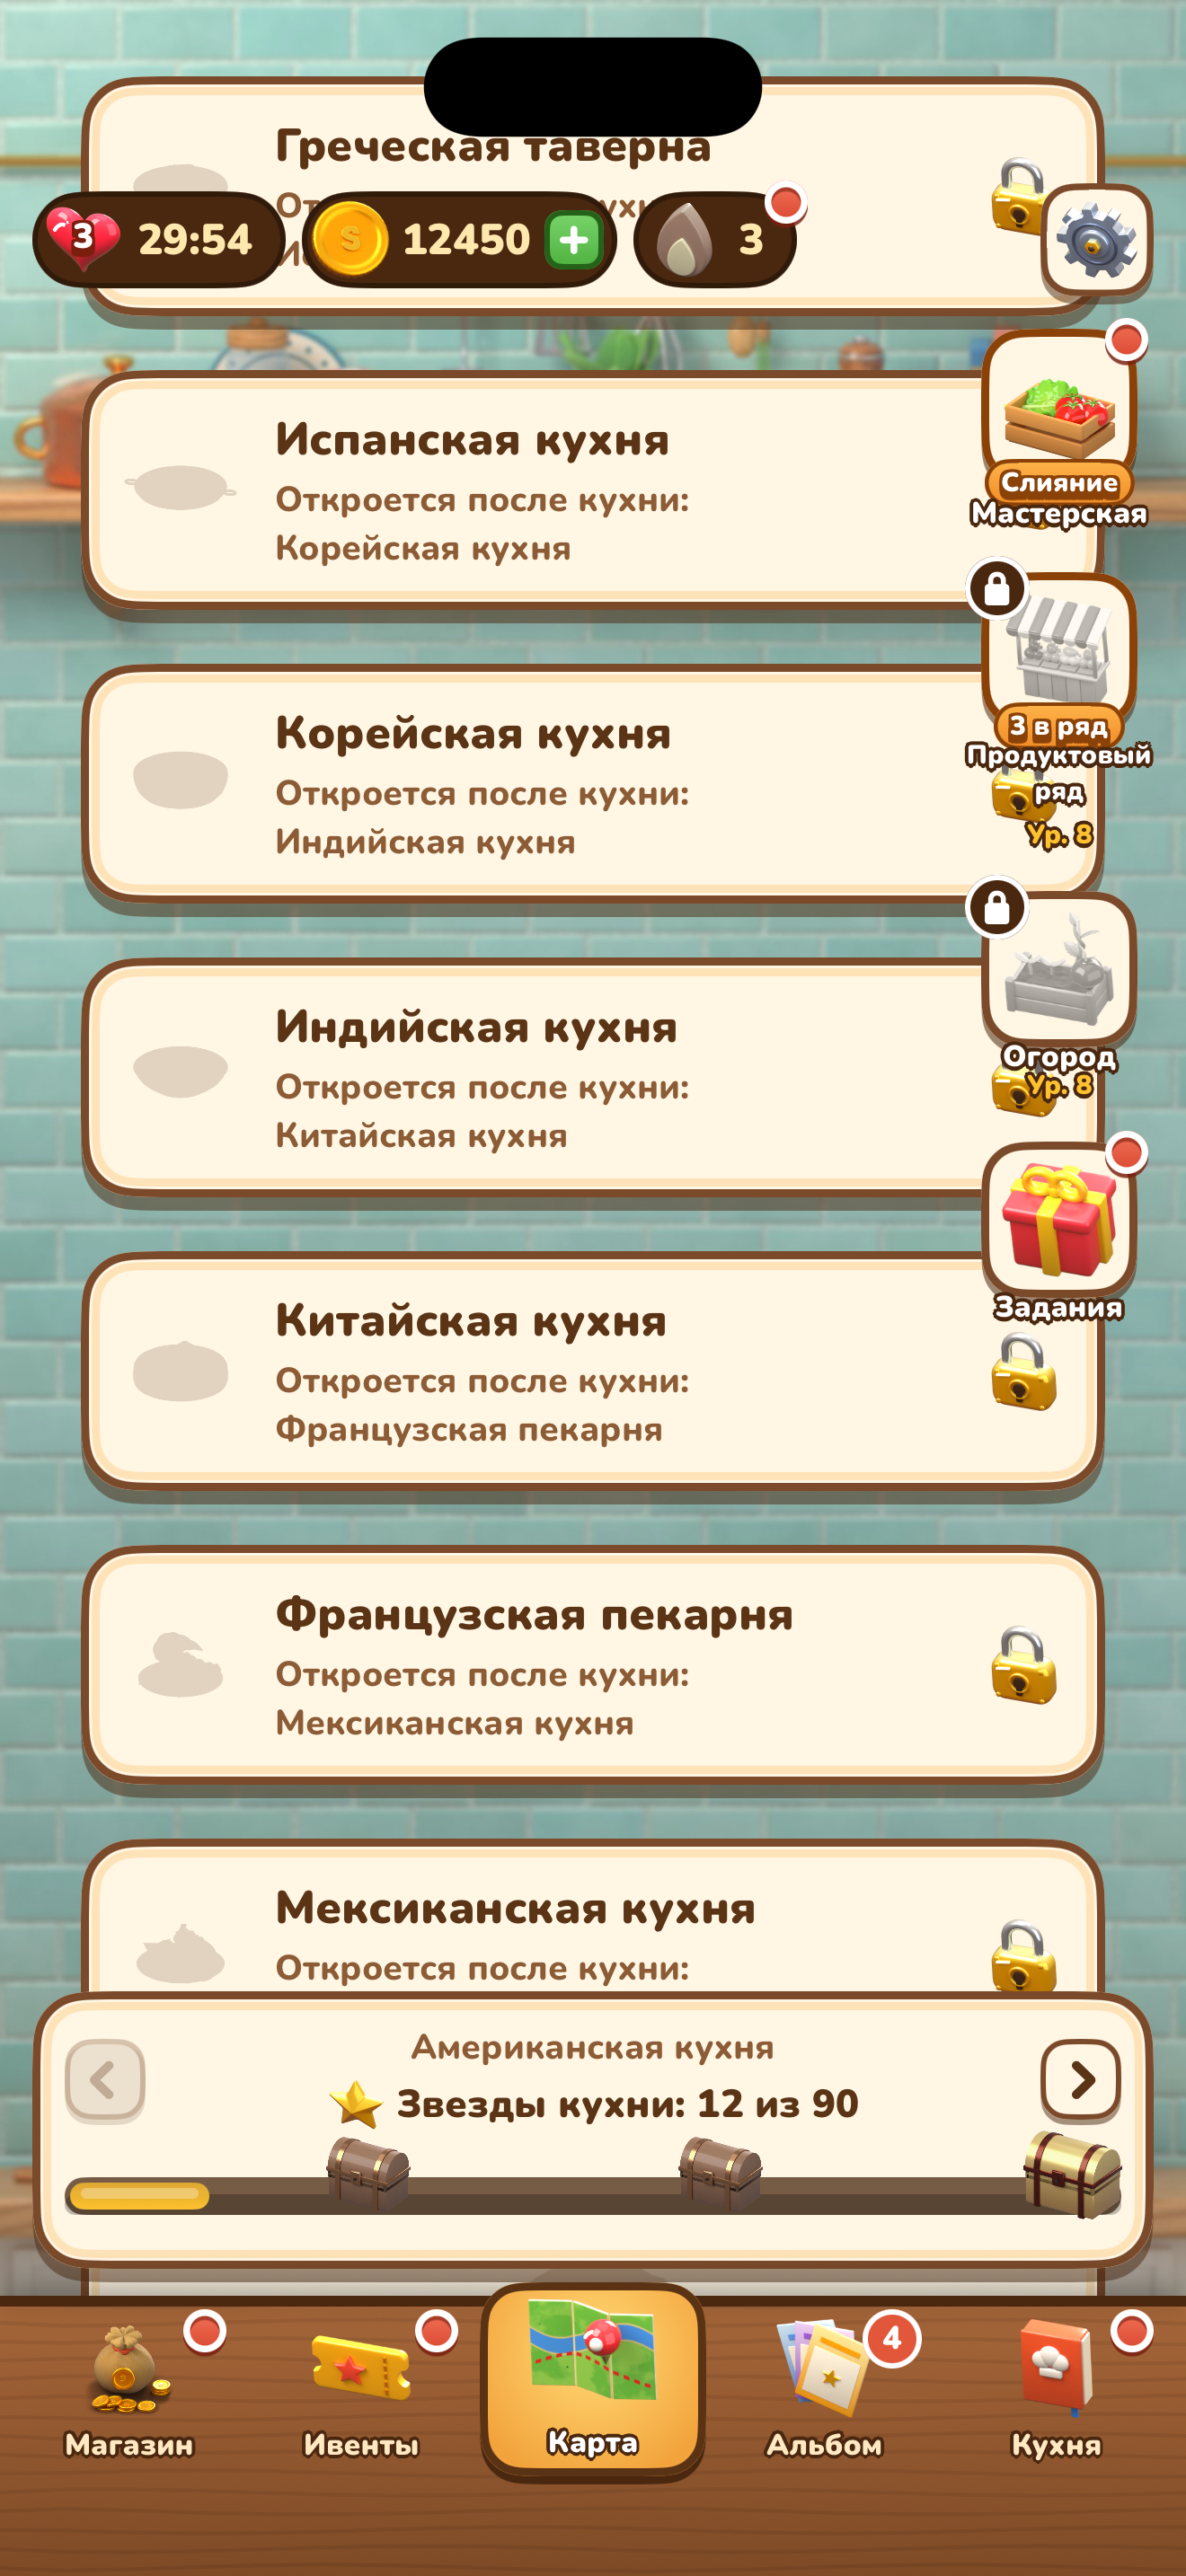 Греческая таверна
29:54
12450
3
3
Испанская кухня
Откроется после кухни:
Корейская кухня
Слияние
Мастерская
Корейская кухня
Откроется после кухни:
Индийская кухня
3 в ряд
Продуктовый
ряд
Ур. 8
Индийская кухня
Откроется после кухни:
Китайская кухня
Огород
Ур. 8
Задания
Китайская кухня
Откроется после кухни:
Французская пекарня
Французская пекарня
Откроется после кухни:
Мексиканская кухня
Мексиканская кухня
Откроется после кухни:
Американская кухня
Звезды кухни: 12 из 90
4
Магазин
Ивенты
Карта
Альбом
Кухня